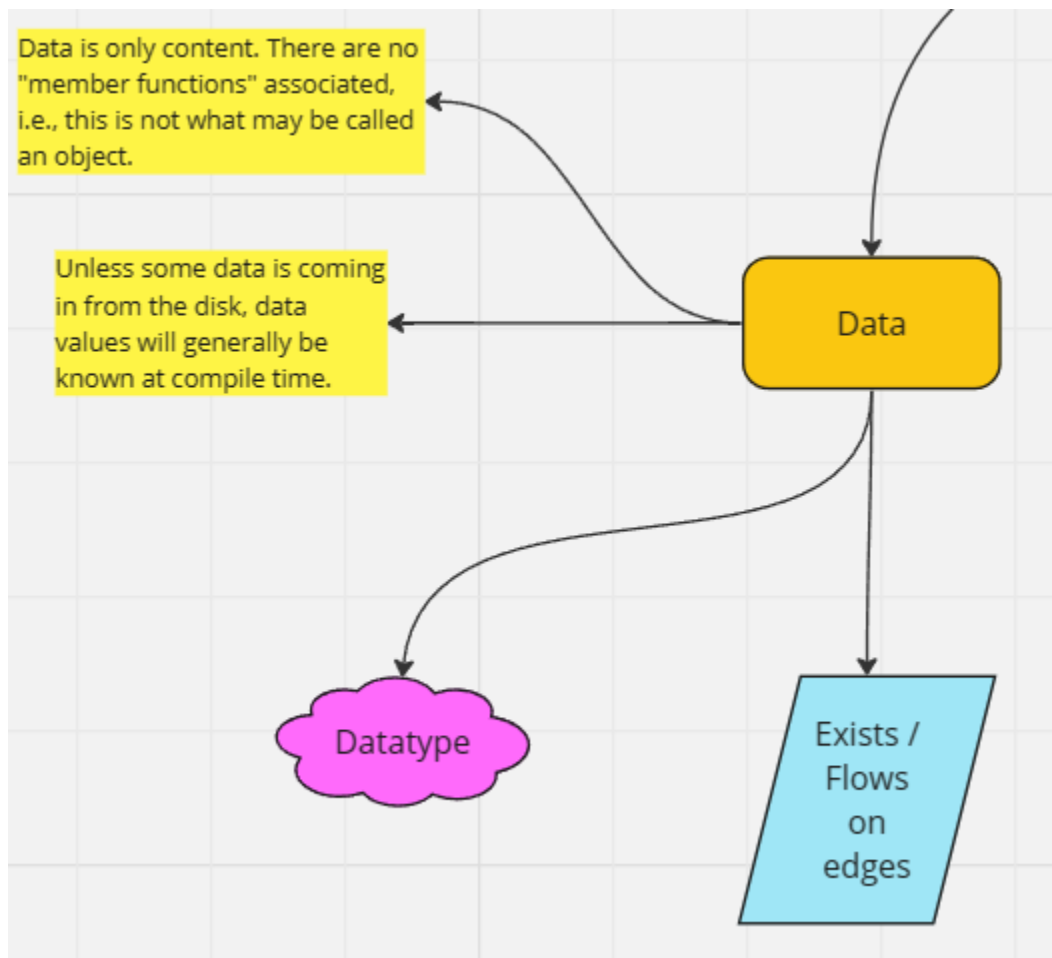 Data is only content. There are no
"member functions" associated,
i.e., this is not what may be called
an object.
Unless some data is coming
in from the disk, data
values will generally be
known at compile time.
Data
Datatype
Exists /
Flows
on
edges